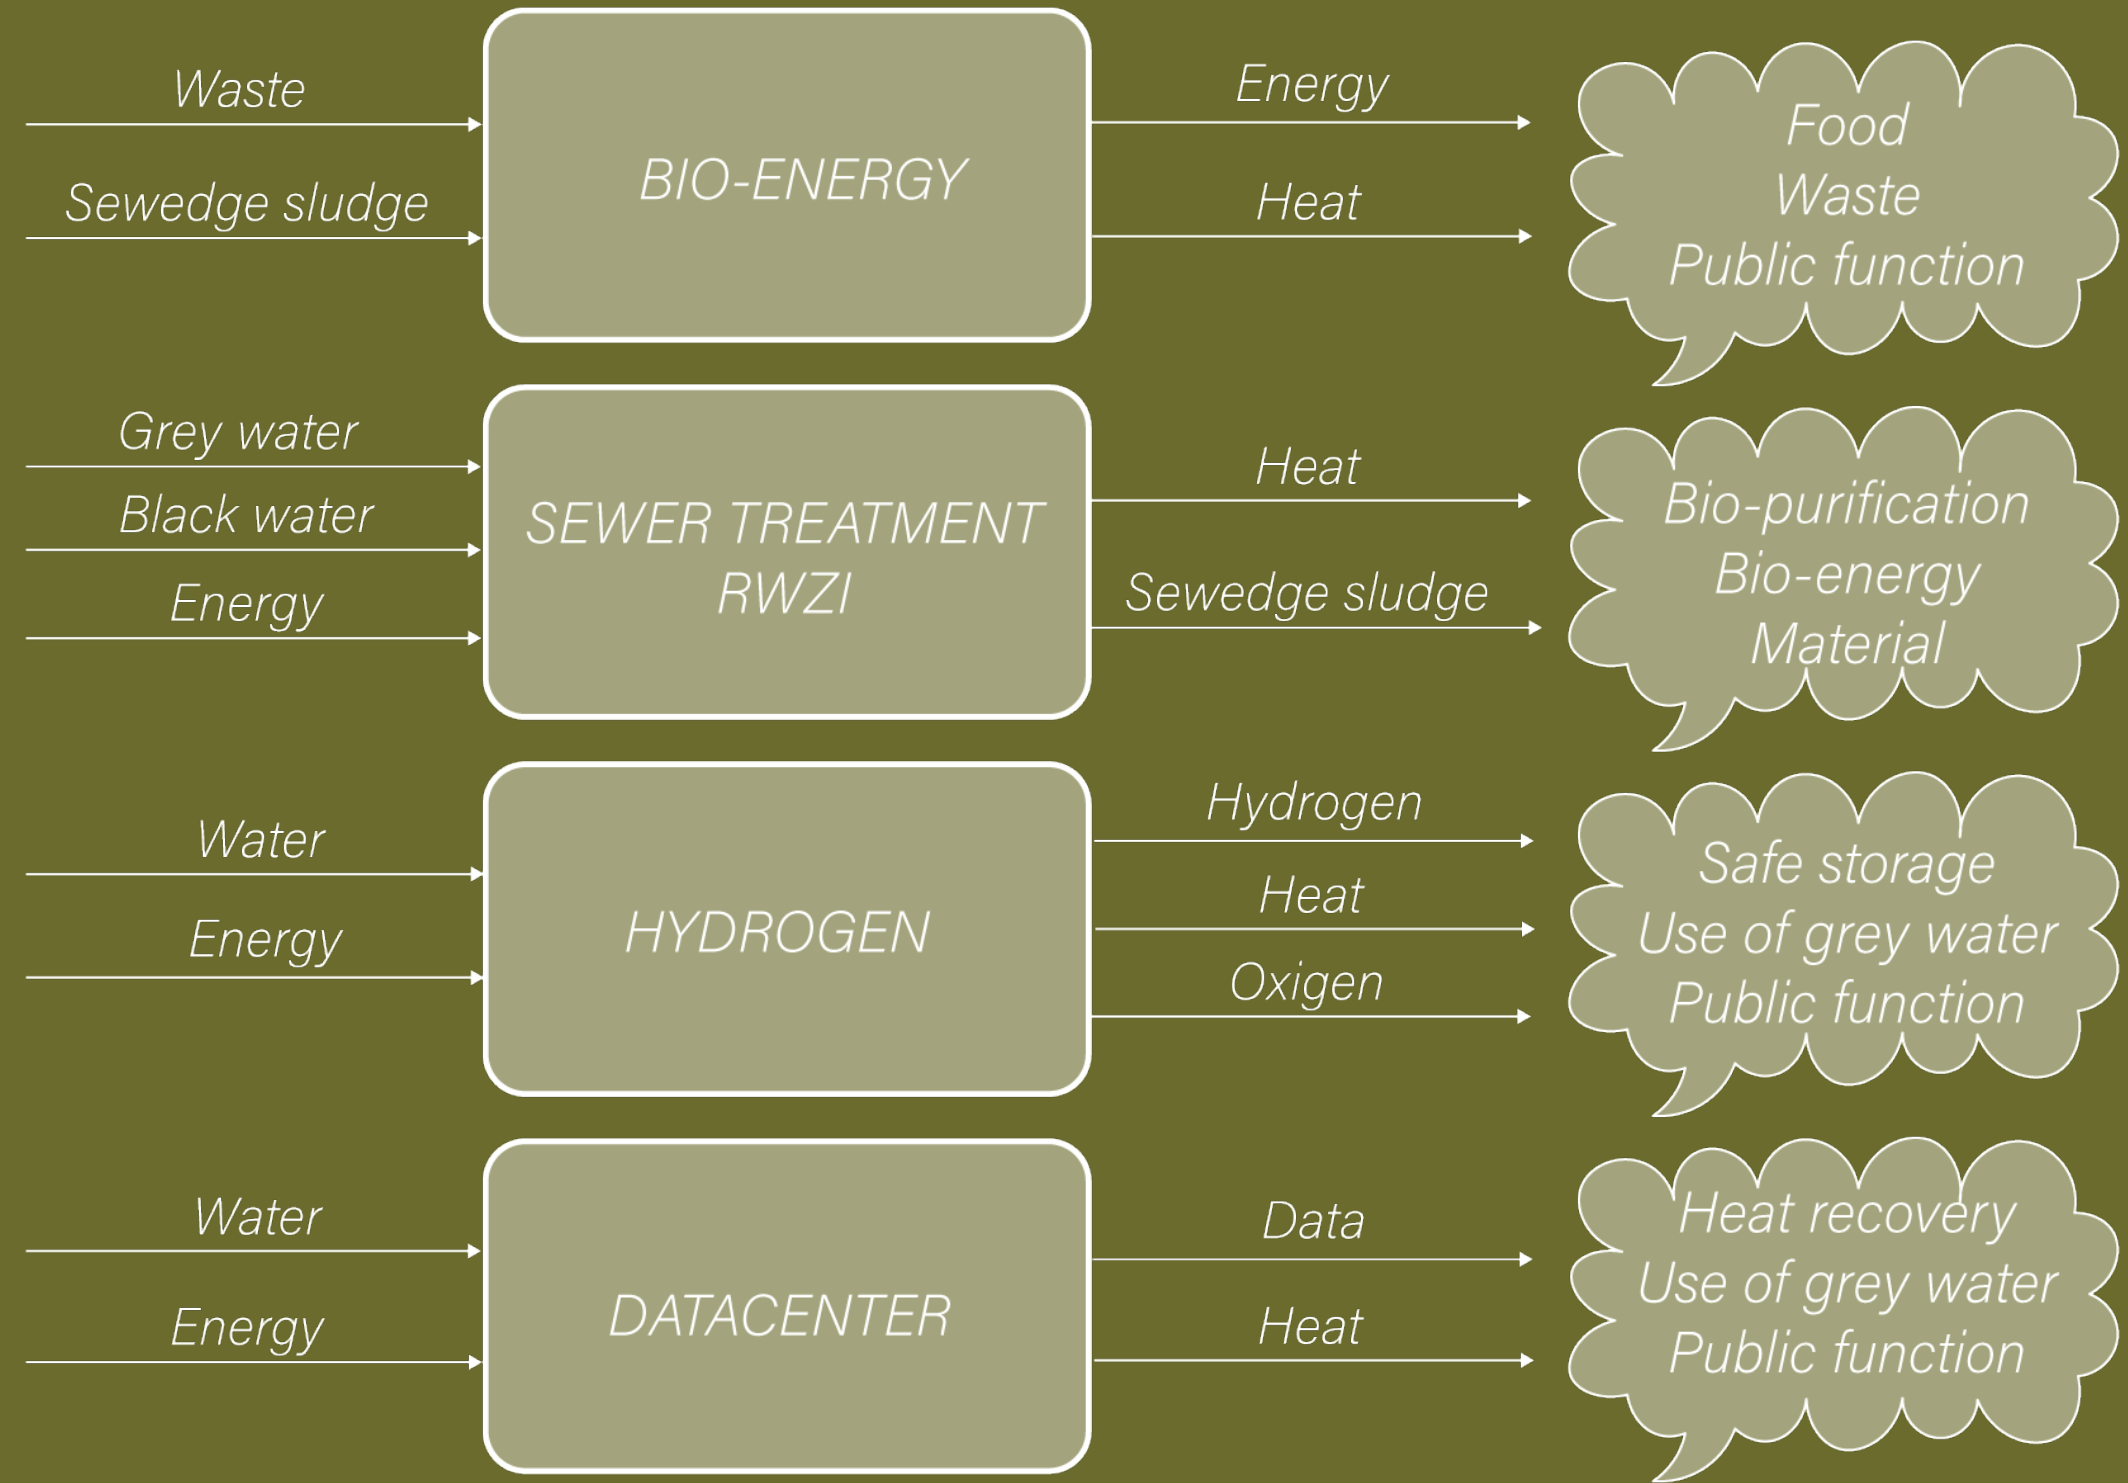 Waste
Sewedge sludge
BIO-ENERGY
Energy
Heat
Food
Waste
Public function
Grey water
Black water
Energy
SEWER TREATMENT
RWZI
Heat
Sewedge sludge
Bio-purification
Bio-energy
Material
Water
Energy
HYDROGEN
Hydrogen
Heat
Oxigen
Safe storage
Use of grey water
Public function
Water
Energy
DATACENTER
Data
Heat
Heat recovery
Use of grey water
Public function